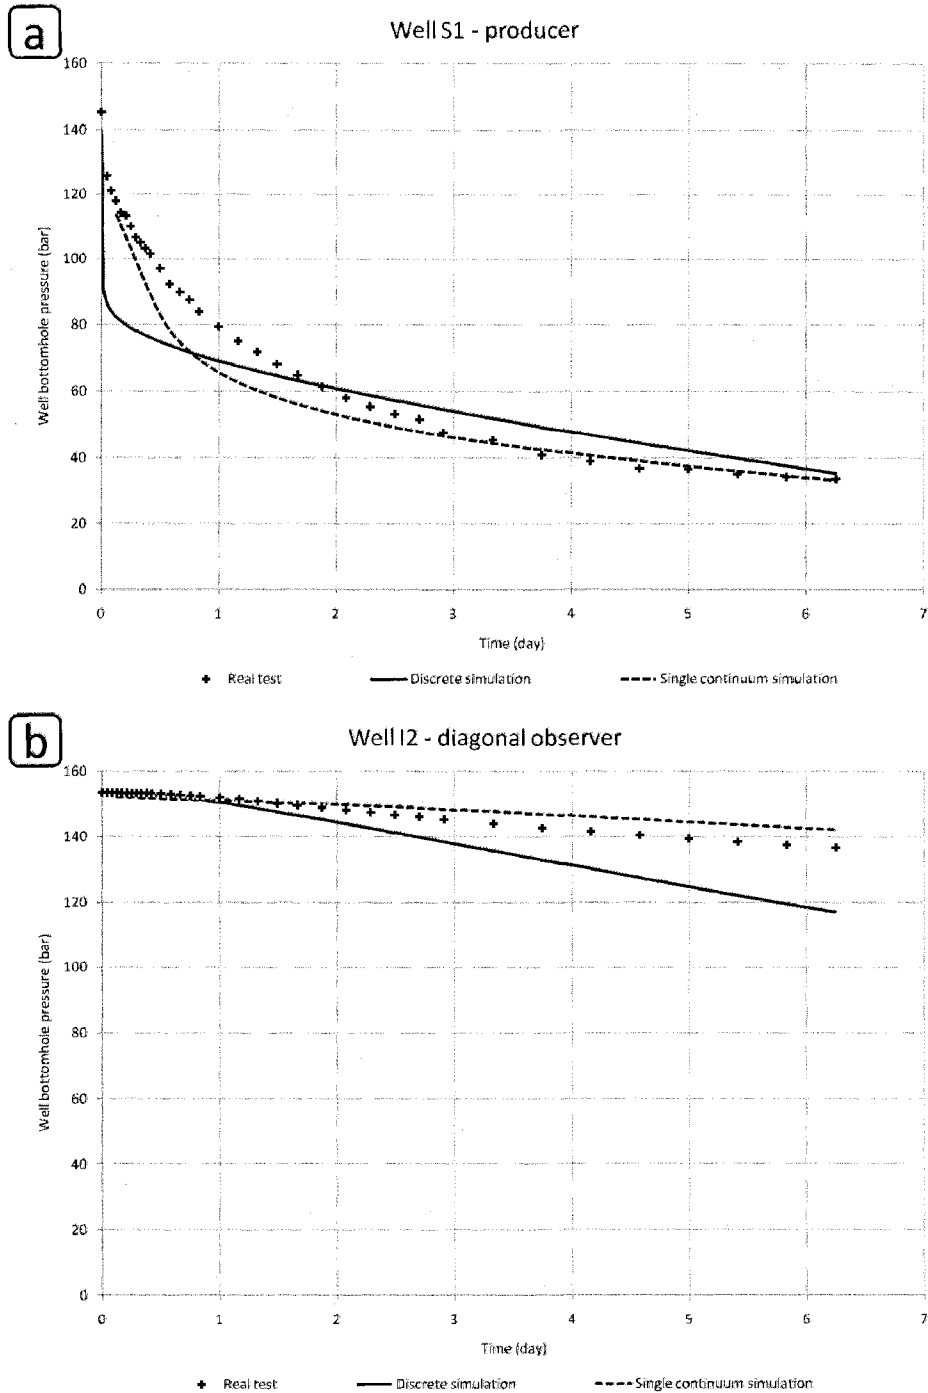 a
Well S1 - producer
160
140
120
100
80
60
40
20
0
Well bottomhole pressure (bar)
0 1 2 3 4 5 6 7
Time (day)
Real test Discrete simulation Single continuum simulation
b
Well I2 - diagonal observer
160
140
120
100
80
60
40
20
0
Well bottomhole pressure (bar)
0 1 2 3 4 5 6 7
Time (day)
Real test Discrete simulation Single continuum simulation